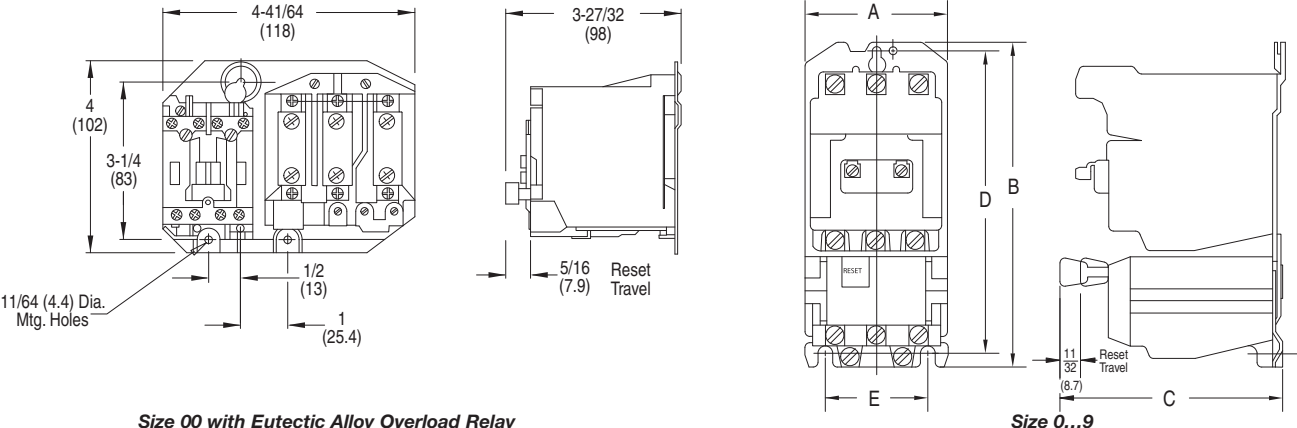 4-41/64
(118)
4
(102)
3-1/4
(83)
1/2
(13)
11/64 (4.4) Dia.
Mtg. Holes
1
(25.4)
3-27/32
(98)
5/16
(7.9)
Reset
Travel
Size 00 with Eutectic Alloy Overload Relay
A
D
B
RESET
E
11
32
(8.7)
Reset
Travel
C
Size 0...9